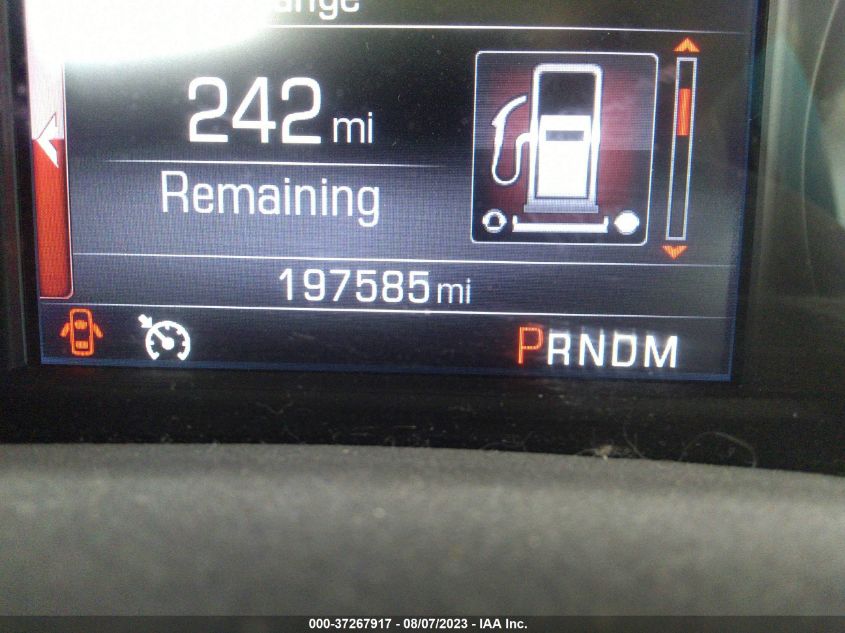 242 mi
Remaining
197585 mi
PRNDM
000-37267917 - 08/07/2023 - IAA Inc.